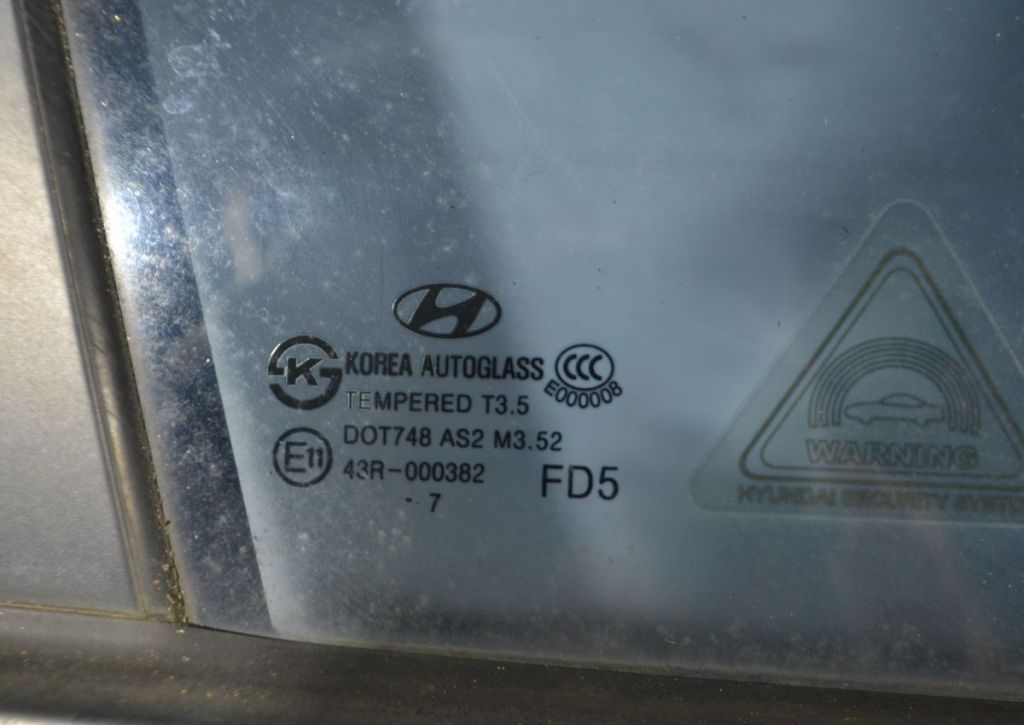 KOREA AUTOGLASS
CCC
E000008
K
TEMPERED T3.5
DOT748 AS2 M3.52
E11
43R-000382
FD5
7
WARNING
HYUNDAI SECURITY SYSTEM